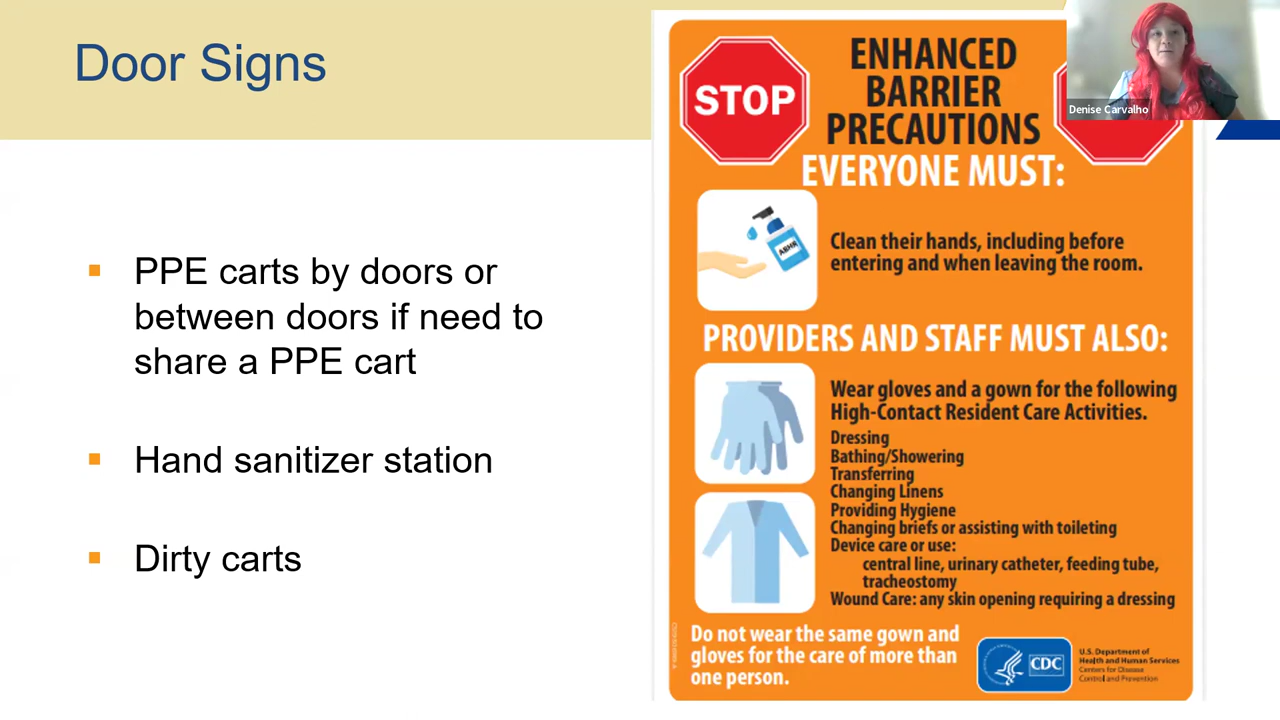 Door Signs
PPE carts by doors or
between doors if need to
share a PPE cart
Hand sanitizer station
Dirty carts
STOP
ENHANCED
BARRIER
PRECAUTIONS
EVERYONE MUST:
ABHR
Clean their hands, including before
entering and when leaving the room.
PROVIDERS AND STAFF MUST ALSO:
Wear gloves and a gown for the following
High-Contact Resident Care Activities.
Dressing
Bathing/Showering
Transferring
Changing Linens
Providing Hygiene
Changing briefs or assisting with toileting
Device care or use:
central line, urinary catheter, feeding tube,
tracheostomy
Wound Care: any skin opening requiring a dressing
Do not wear the same gown and
gloves for the care of more than
one person.
CDC
U.S. Department of
Health and Human Services
Centers for Disease
Control and Prevention
Denise Carvalho